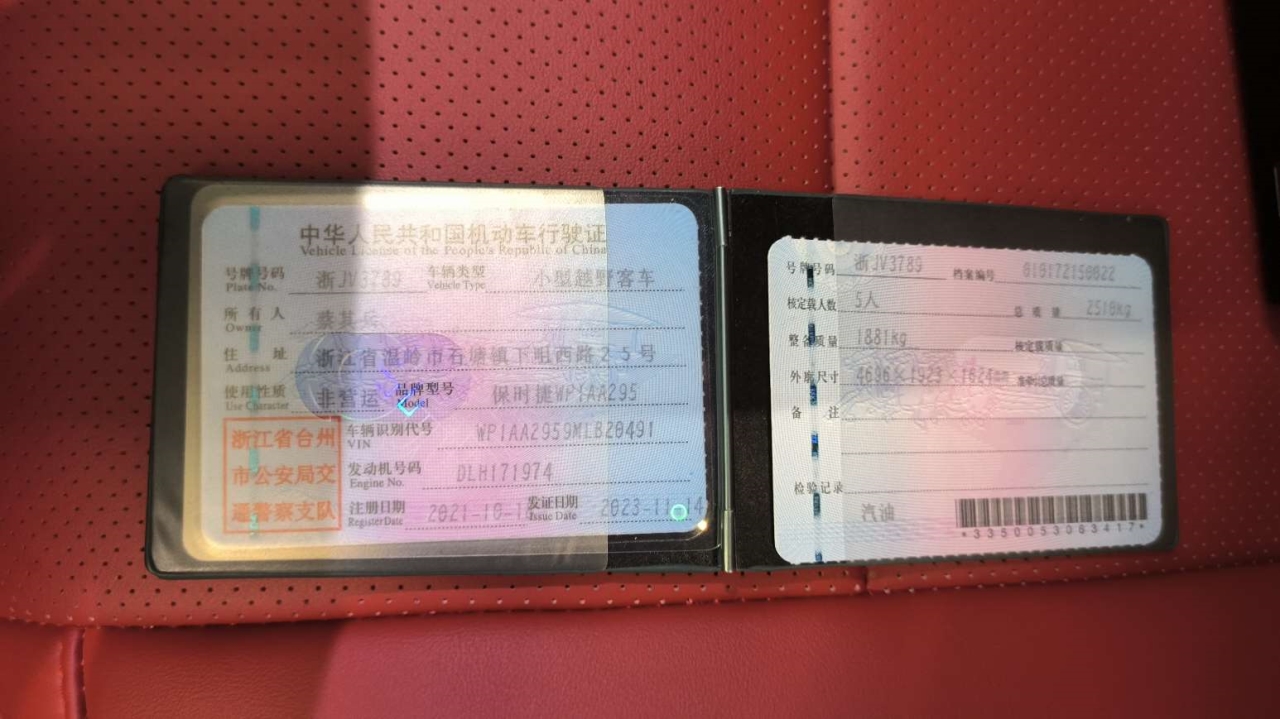 中华人民共和国机动车行驶证
Vehicle License of the People's Republic of China
号牌号码 浙JV3789 车辆类型 小型越野客车
Plate No. Vehicle Type
所有人 蔡其
Owner
住址 浙江省温岭市石塘镇下呾西路25号
Address
使用性质 非营运 品牌型号 保时捷WP1AA295
Use Character Model
浙江省台州
市公安局交
通警察支队
车辆识别代号 WP1AA2959MLB20491
VIN
发动机号码 DLH171974
Engine No.
注册日期 2021-10-1 发证日期 2023-11-14
Register Date Issue Date
号牌号码 浙JV3789 档案编号
核定载人数 5人 总质量 2510kg
整备质量 1881kg 核定载质量
外廓尺寸 4696×1923×1624mm 准牵引总质量
备注
检验记录
汽油
*3350053083417*